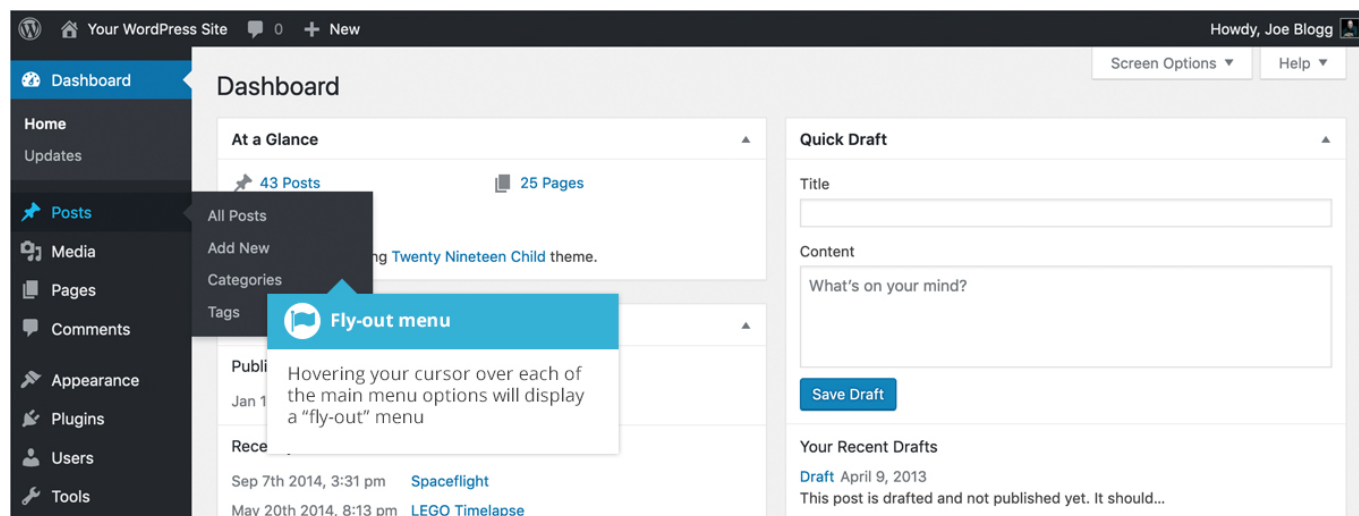 Your WordPress Site 0 + New Howdy, Joe Blogg
Dashboard
Home
Updates
Posts
Media
Pages
Comments
Appearance
Plugins
Users
Tools
All Posts
Add New
Categories
Tags
Screen Options ▼ Help ▼
Dashboard
At a Glance
43 Posts 25 Pages
Twenty Nineteen Child theme.
Fly-out menu
Hovering your cursor over each of
the main menu options will display
a “fly-out” menu
Sep 7th 2014, 3:31 pm Spaceflight
May 20th 2014, 8:13 pm LEGO Timelapse
Quick Draft
Title
Content
What's on your mind?
Save Draft
Your Recent Drafts
Draft April 9, 2013
This post is drafted and not published yet. It should...